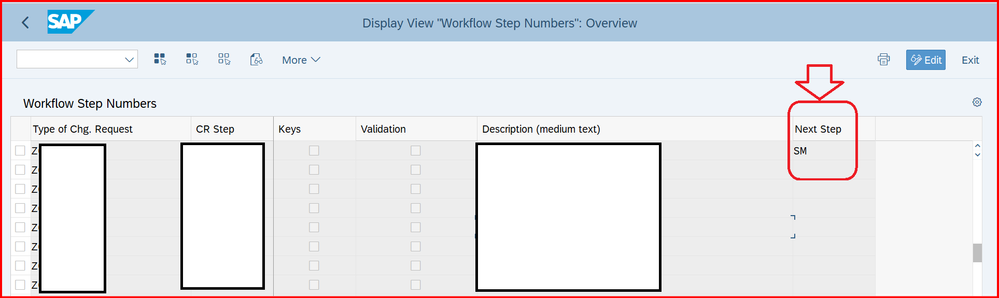 SAP
Display View "Workflow Step Numbers": Overview
More
Edit
Exit
Workflow Step Numbers
Type of Chg. Request CR Step Keys Validation Description (medium text) Next Step
Z SM
Z
Z
Z
Z
Z
Z
Z